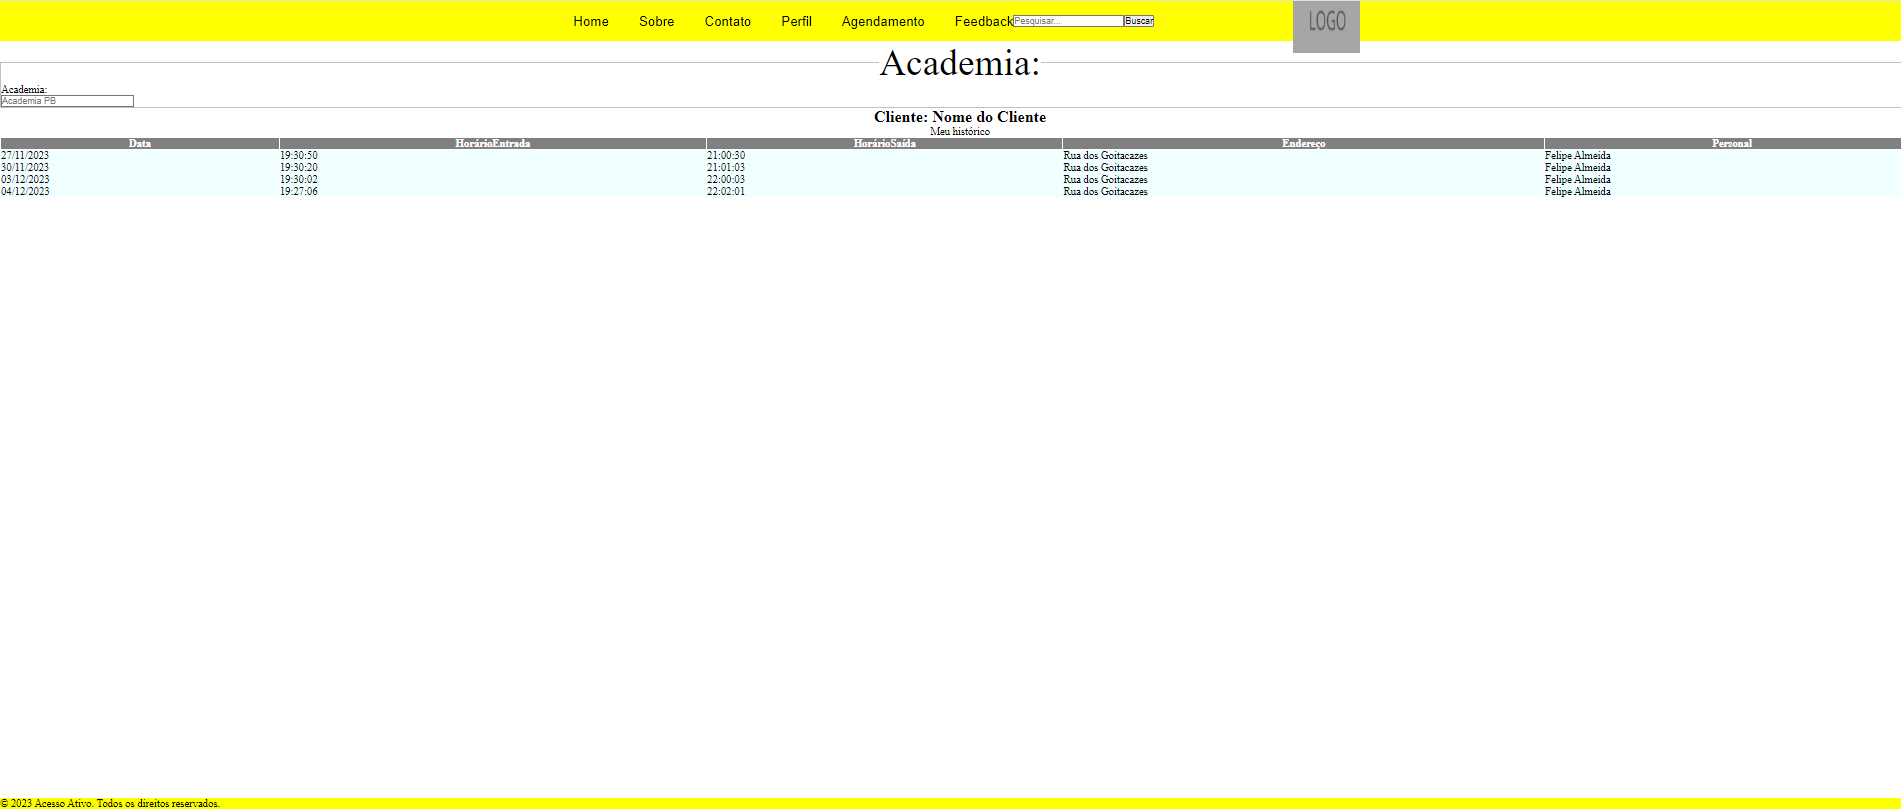 Home Sobre Contato Perfil Agendamento Feedback Pesquisar... Buscar LOGO
Academia:
Academia:
Academia PB
Cliente: Nome do Cliente
Meu histórico
Data HorárioEntrada HorárioSaída Endereço Personal
27/11/2023 19:30:50 21:00:30 Rua dos Goitacazes Felipe Almeida
30/11/2023 19:30:20 21:01:03 Rua dos Goitacazes Felipe Almeida
03/12/2023 19:30:02 22:00:03 Rua dos Goitacazes Felipe Almeida
04/12/2023 19:27:06 22:02:01 Rua dos Goitacazes Felipe Almeida
© 2023 Acesso Ativo. Todos os direitos reservados.